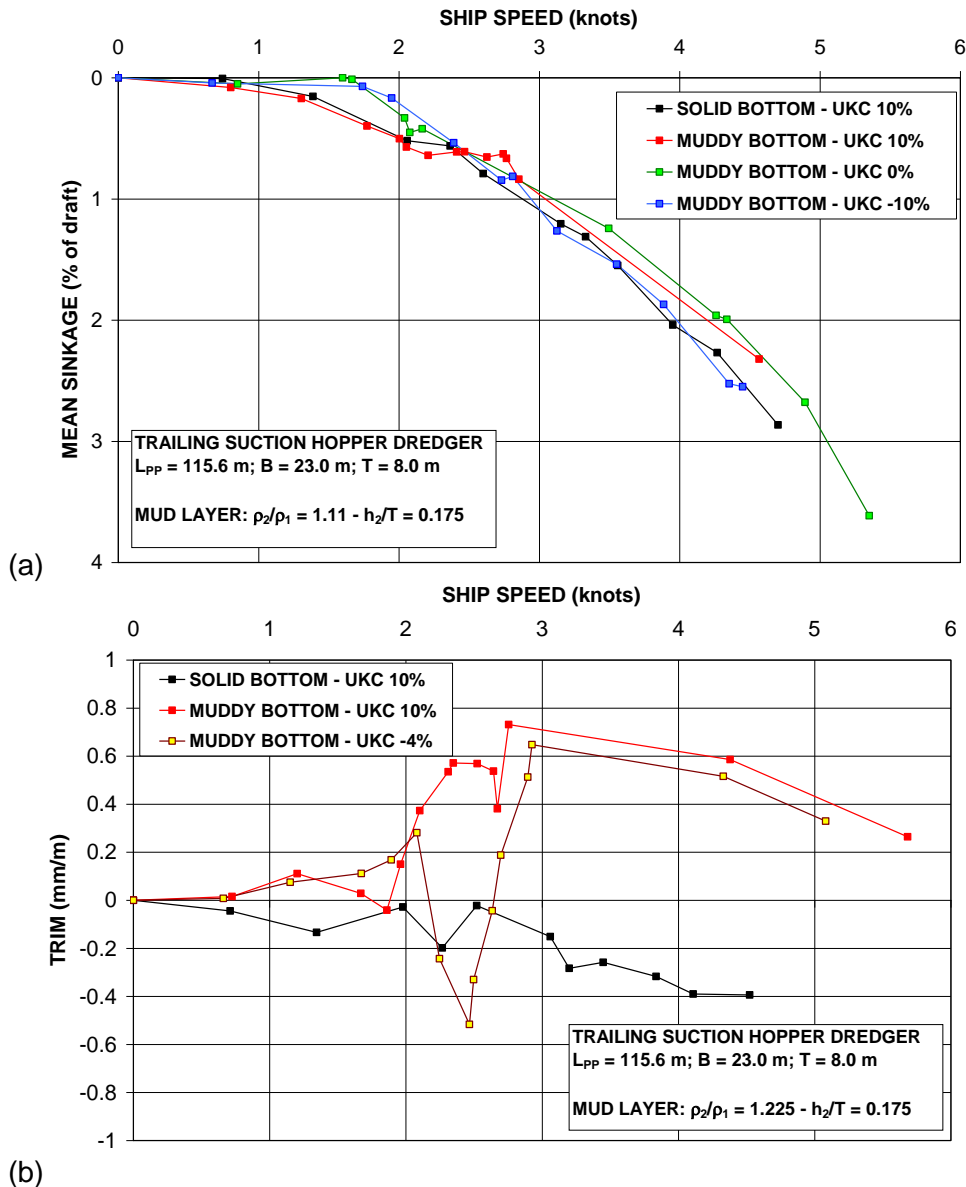 SHIP SPEED (knots)
0 1 2 3 4 5 6
0
1
2
3
4
MEAN SINKAGE (% of draft)
SOLID BOTTOM - UKC 10%
MUDDY BOTTOM - UKC 10%
MUDDY BOTTOM - UKC 0%
MUDDY BOTTOM - UKC -10%
TRAILING SUCTION HOPPER DREDGER
LPP = 115.6 m; B = 23.0 m; T = 8.0 m
MUD LAYER: ρ2/ρ1 = 1.11 - h2/T = 0.175
(a)
SHIP SPEED (knots)
0 1 2 3 4 5 6
1
0.8
0.6
0.4
0.2
0
-0.2
-0.4
-0.6
-0.8
-1
TRIM (mm/m)
SOLID BOTTOM - UKC 10%
MUDDY BOTTOM - UKC 10%
MUDDY BOTTOM - UKC -4%
TRAILING SUCTION HOPPER DREDGER
LPP = 115.6 m; B = 23.0 m; T = 8.0 m
MUD LAYER: ρ2/ρ1 = 1.225 - h2/T = 0.175
(b)